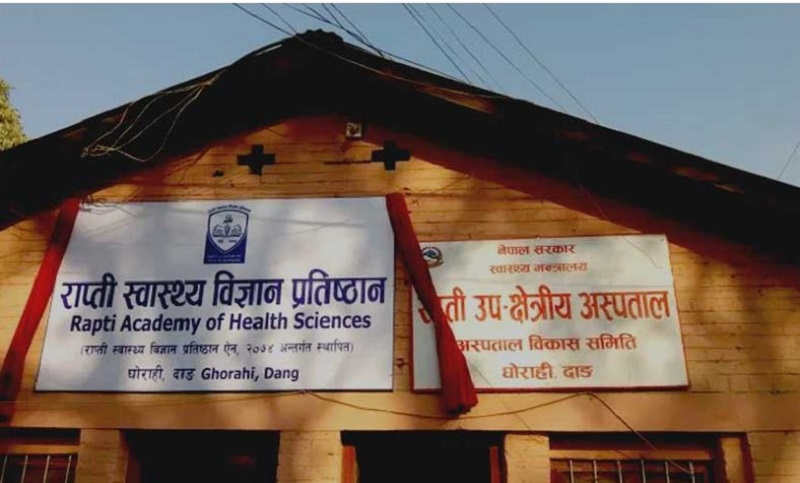 राप्ती स्वास्थ्य विज्ञान प्रतिष्ठान
Rapti Academy of Health Sciences
(राप्ती स्वास्थ्य विज्ञान प्रतिष्ठान ऐन, २०७४ अन्तर्गत स्थापित)
घोराही, दाङ Ghorahi, Dang
नेपाल सरकार
स्वास्थ्य मन्त्रालय
राप्ती उप-क्षेत्रीय अस्पताल
अस्पताल विकास समिति
घोराही, दाङ